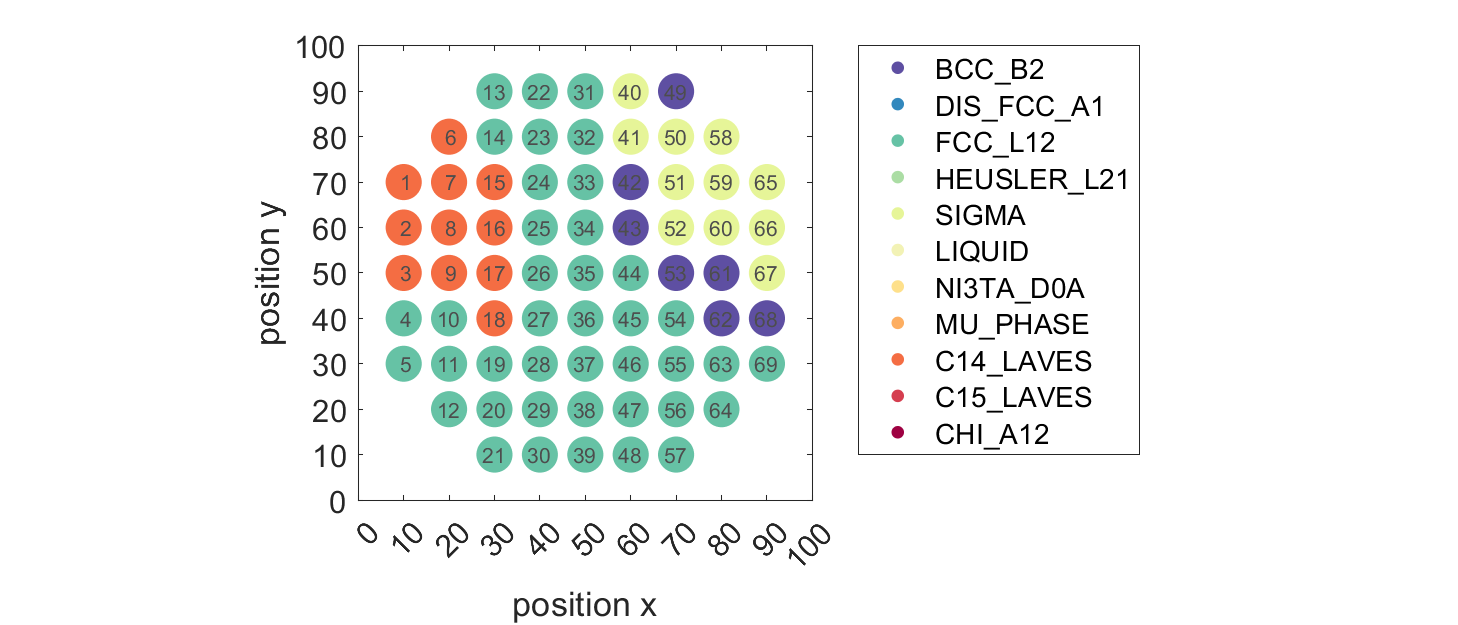 100
90 13 22 31 40 49 BCC_B2
DIS_FCC_A1
80 6 14 23 32 41 50 58 FCC_L12
70 1 7 15 24 33 42 51 59 65 HEUSLER_L21
60 2 8 16 25 34 43 52 60 66 SIGMA
LIQUID
50 3 9 17 26 35 44 53 61 67 NI3TA_D0A
40 4 10 18 27 36 45 54 62 68 MU_PHASE
30 5 11 19 28 37 46 55 63 69 C14_LAVES
20 12 20 29 38 47 56 64 C15_LAVES
10 21 30 39 48 57 CHI_A12
0
0 10 20 30 40 50 60 70 80 90 100
position x
position y